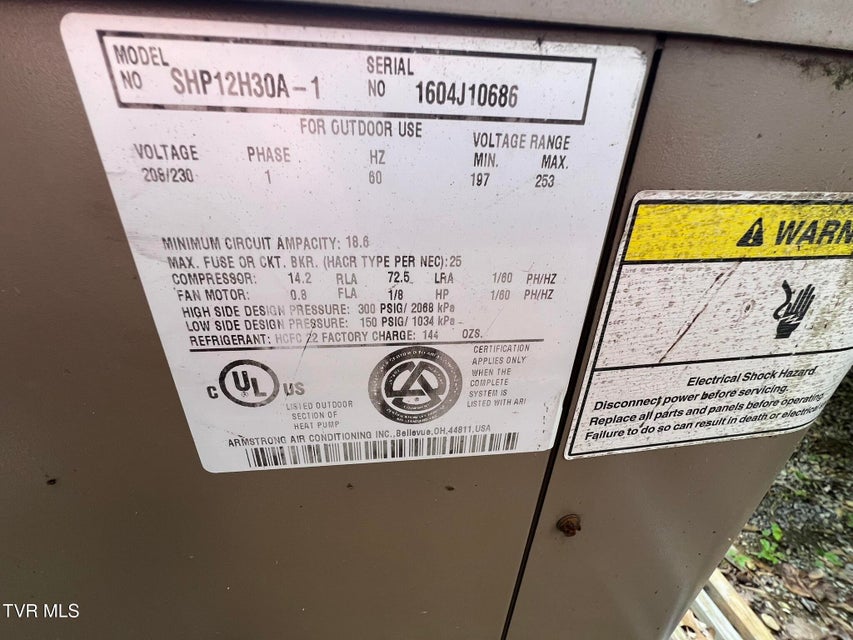 MODEL NO SHP12H30A-1 SERIAL NO 1604J10686
FOR OUTDOOR USE
VOLTAGE PHASE HZ VOLTAGE RANGE
MIN. MAX.
208/230 1 60 197 253
MINIMUM CIRCUIT AMPACITY: 18.6
MAX. FUSE OR CKT. BKR. (HACR TYPE PER NEC): 25
COMPRESSOR: 14.2 RLA 72.5 LRA 1/60 PH/HZ
FAN MOTOR: 0.8 FLA 1/8 HP 1/60 PH/HZ
HIGH SIDE DESIGN PRESSURE: 300 PSIG/ 2068 kPa
LOW SIDE DESIGN PRESSURE: 150 PSIG/ 1034 kPa
REFRIGERANT: HCFC 22 FACTORY CHARGE: 144 OZS.
C UL US
LISTED OUTDOOR
SECTION OF
HEAT PUMP
CERTIFICATION
APPLIES ONLY
WHEN THE
COMPLETE
SYSTEM IS
LISTED WITH ARI
ARMSTRONG AIR CONDITIONING INC., Bellevue, OH, 44811, USA
WARN
Electrical Shock Hazard
Disconnect power before servicing.
Replace all parts and panels before operating
Failure to do so can result in death or electric
TVR MLS